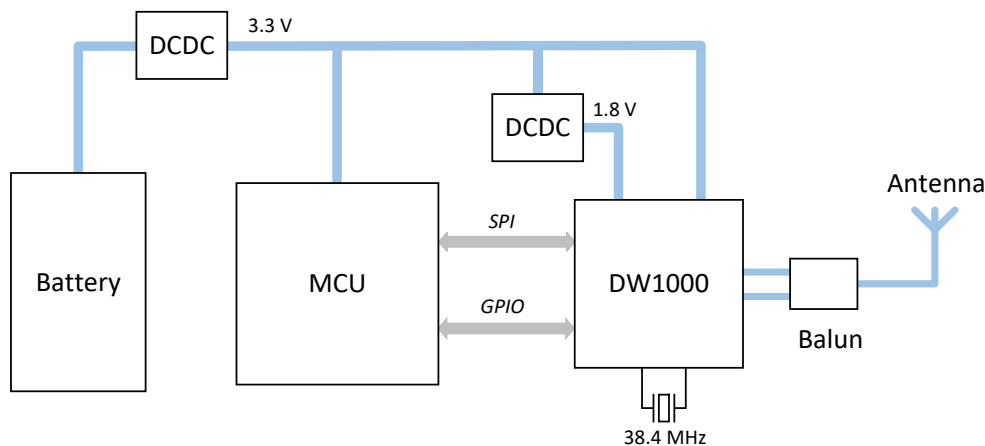 DCDC
3.3 V
DCDC
1.8 V
Antenna
Battery
MCU
SPI
GPIO
DW1000
Balun
38.4 MHz